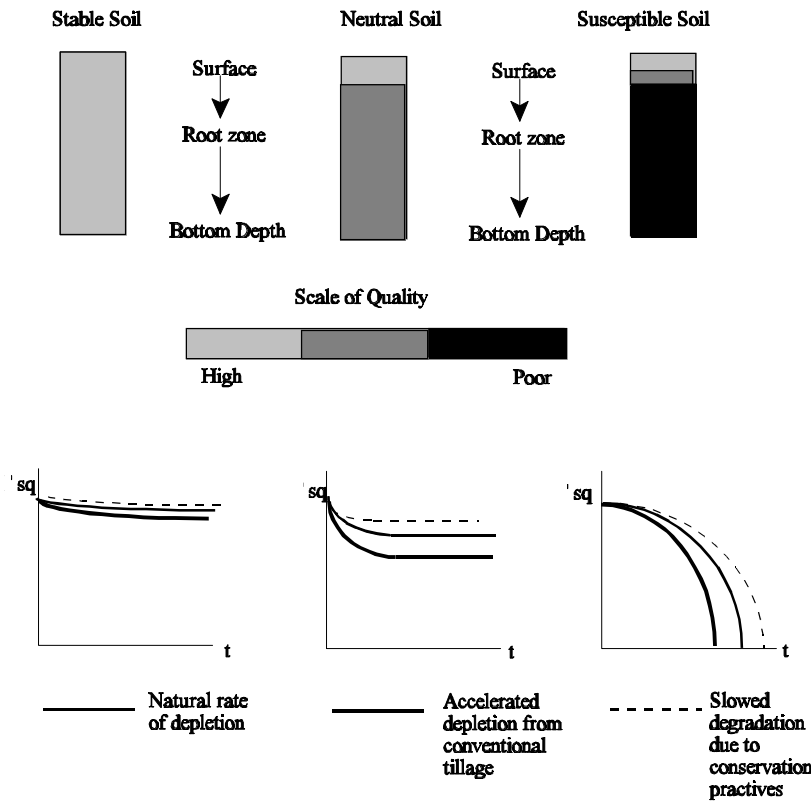 Stable Soil
Neutral Soil
Susceptible Soil
Surface
Root zone
Bottom Depth
Surface
Root zone
Bottom Depth
Scale of Quality
High
Poor
sq
t
sq
t
sq
t
Natural rate
of depletion
Accelerated
depletion from
conventional
tillage
Slowed
degradation
due to
conservation
practives